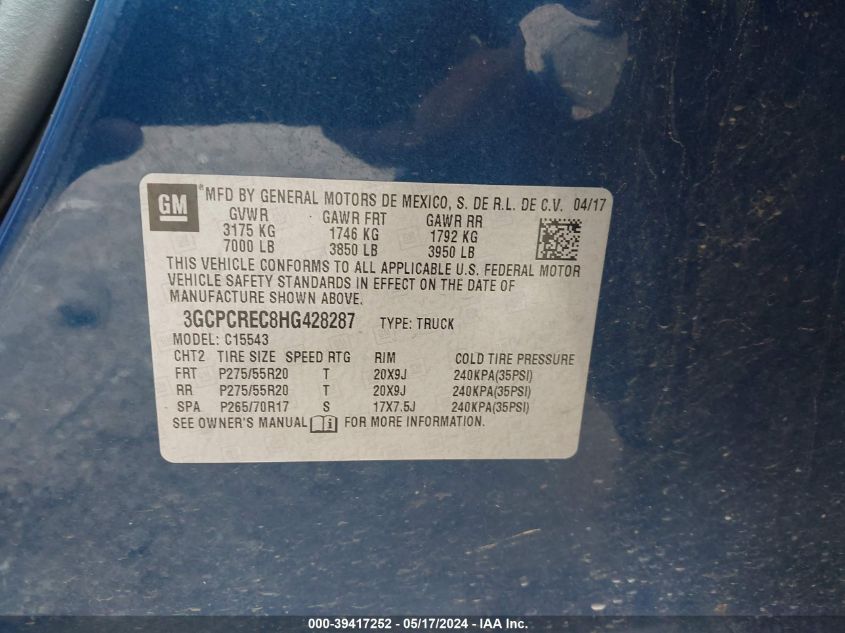 GM ® MFD BY GENERAL MOTORS DE MEXICO, S. DE R.L. DE C.V. 04/17
GVWR GAWR FRT GAWR RR
3175 KG 1746 KG 1792 KG
7000 LB 3850 LB 3950 LB
THIS VEHICLE CONFORMS TO ALL APPLICABLE U.S. FEDERAL MOTOR
VEHICLE SAFETY STANDARDS IN EFFECT ON THE DATE OF
MANUFACTURE SHOWN ABOVE.
3GCPCREC8HG428287 TYPE: TRUCK
MODEL: C15543
CHT2 TIRE SIZE SPEED RTG RIM COLD TIRE PRESSURE
FRT P275/55R20 T 20X9J 240KPA(35PSI)
RR P275/55R20 T 20X9J 240KPA(35PSI)
SPA P265/70R17 S 17X7.5J 240KPA(35PSI)
SEE OWNER'S MANUAL FOR MORE INFORMATION.
000-39417252 - 05/17/2024 - IAA Inc.